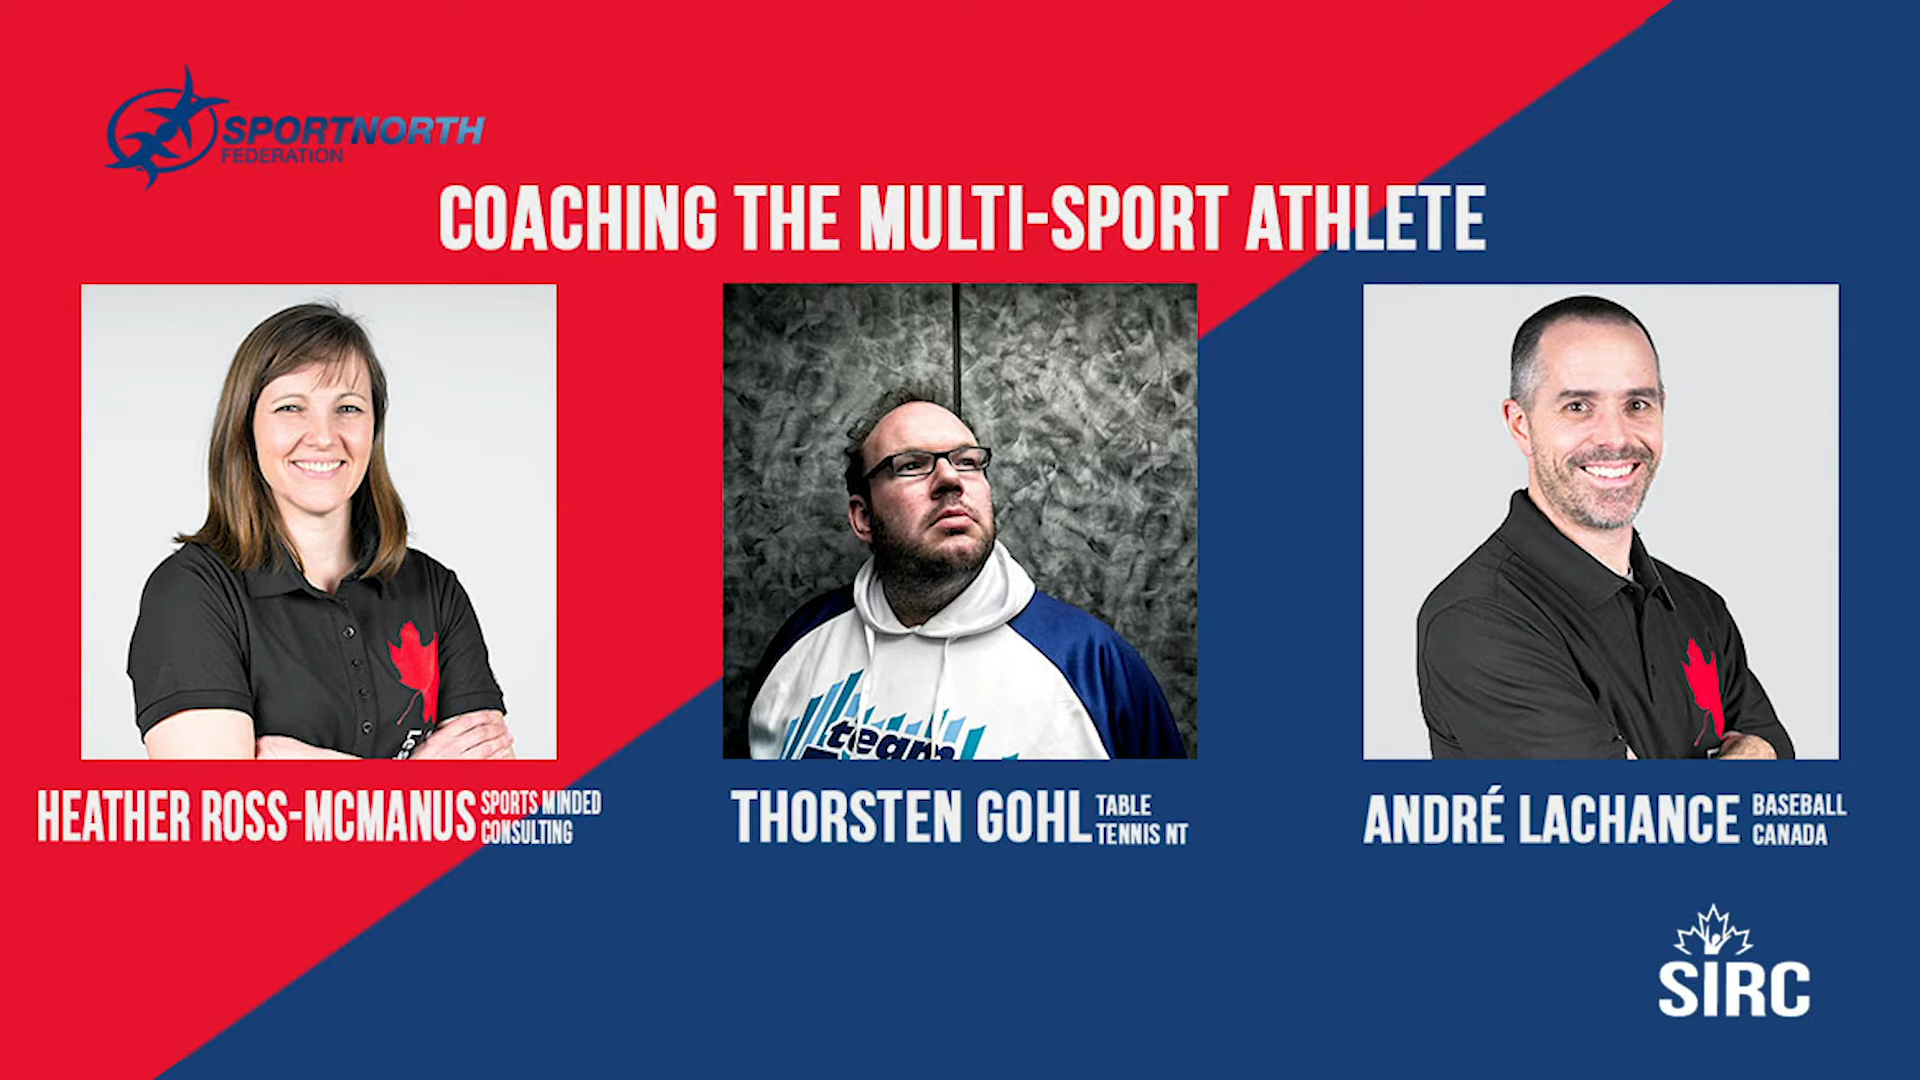 SPORTNORTH
FEDERATION
COACHING THE MULTI-SPORT ATHLETE
team
HEATHER ROSS-MCMANUS SPORTS MINDED
CONSULTING
THORSTEN GOHL TABLE
TENNIS NT
ANDRÉ LACHANCE BASEBALL
CANADA
SIRC